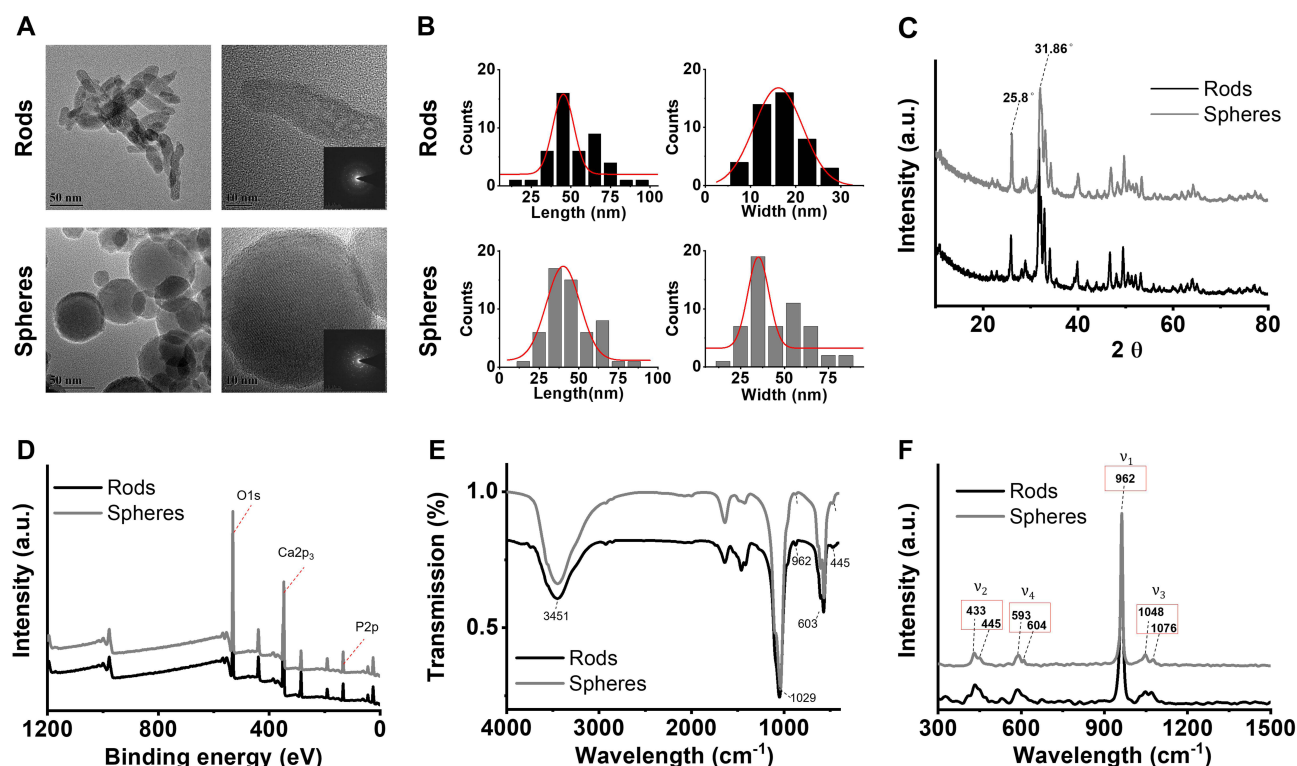 A
Rods
50 nm
10 nm
Spheres
50 nm
10 nm
B
Rods
Spheres
20
10
0
Counts
25
50
75
100
Length (nm)
20
10
0
Counts
0
10
20
30
Width (nm)
20
10
0
Counts
0
25
50
75
100
Length(nm)
20
10
0
Counts
25
50
75
Width (nm)
C
31.86°
25.8°
Rods
Spheres
Intensity (a.u.)
20
40
60
80
2 θ
D
Rods
Spheres
O1s
Ca2p₃
P2p
Intensity (a.u.)
1200
800
400
0
Binding energy (eV)
E
Transmission (%)
1.0
0.5
3451
962
445
603
1029
Rods
Spheres
4000
3000
2000
1000
Wavelength (cm⁻¹)
F
Rods
Spheres
ν₁
962
ν₂
433
445
ν₄
593
604
ν₃
1048
1076
Intensity (a.u.)
300
600
900
1200
1500
Wavelength (cm⁻¹)